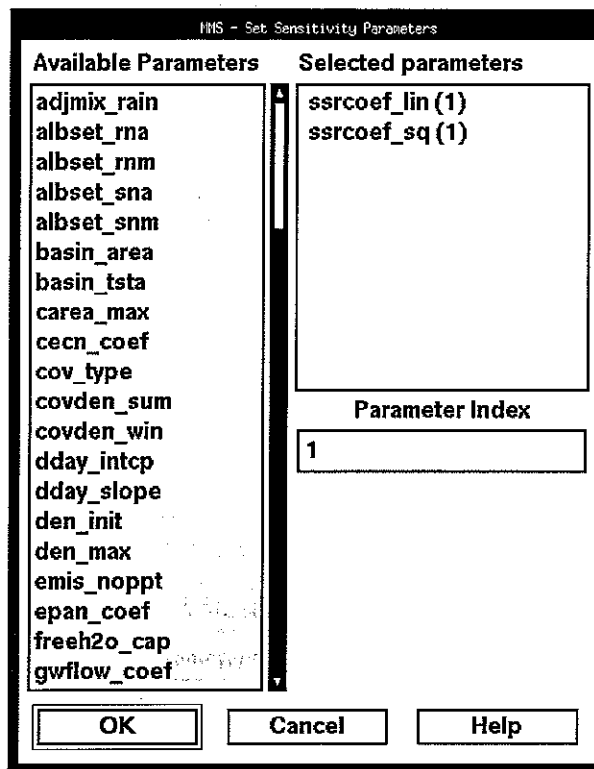 MMS - Set Sensitivity Parameters
Available Parameters
adjmix_rain
albset_rna
albset_rnm
albset_sna
albset_snm
basin_area
basin_tsta
carea_max
cecn_coef
cov_type
covden_sum
covden_win
dday_intcp
dday_slope
den_init
den_max
emis_noppt
epan_coef
freeh2o_cap
gwflow_coef
Selected parameters
ssrcoef_lin (1)
ssrcoef_sq (1)
Parameter Index
1
OK
Cancel
Help